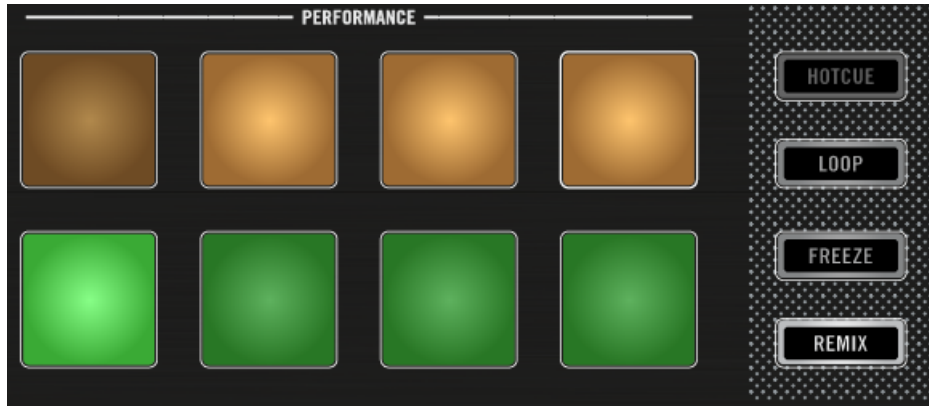 PERFORMANCE
HOTCUE
LOOP
FREEZE
REMIX